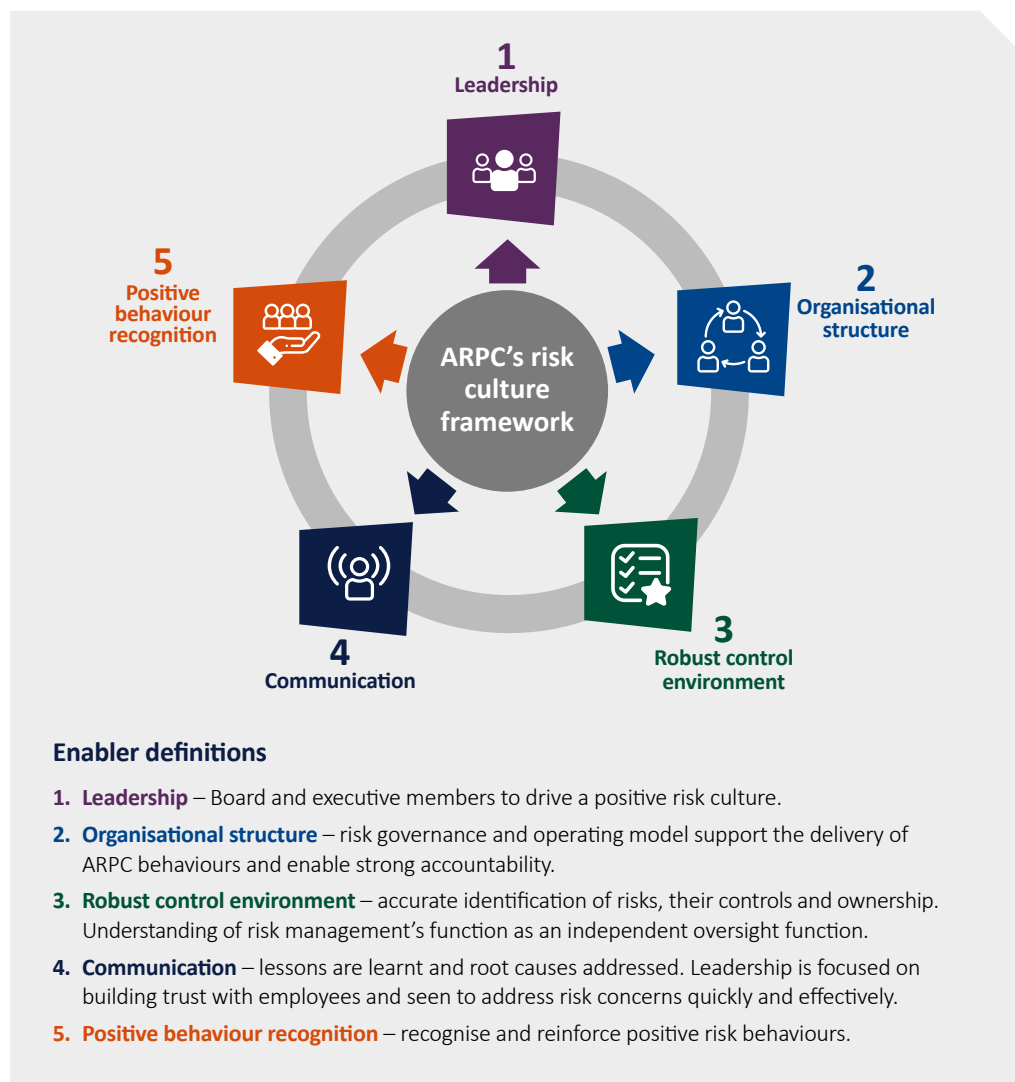 1
Leadership
2
Organisational
structure
3
Robust control
environment
4
Communication
5
Positive
behaviour
recognition
ARPC's risk
culture
framework
Enabler definitions
1. Leadership – Board and executive members to drive a positive risk culture.
2. Organisational structure – risk governance and operating model support the delivery of
ARPC behaviours and enable strong accountability.
3. Robust control environment – accurate identification of risks, their controls and ownership.
Understanding of risk management's function as an independent oversight function.
4. Communication – lessons are learnt and root causes addressed. Leadership is focused on
building trust with employees and seen to address risk concerns quickly and effectively.
5. Positive behaviour recognition – recognise and reinforce positive risk behaviours.